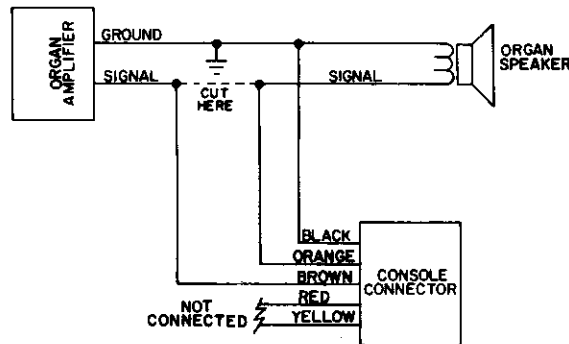 ORGAN
AMPLIFIER
GROUND
SIGNAL
CUT
HERE
SIGNAL
ORGAN
SPEAKER
BLACK
ORANGE
BROWN
RED
YELLOW
NOT
CONNECTED
CONSOLE
CONNECTOR